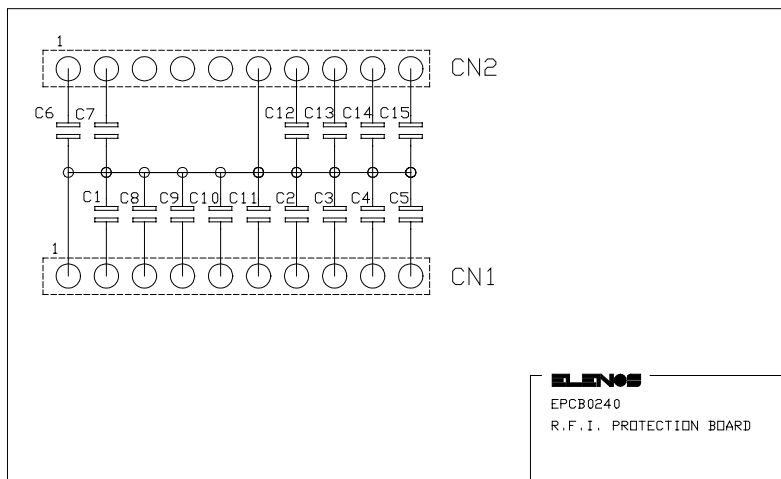 1
CN2
C6 C7 C12 C13 C14 C15
C1 C8 C9 C10 C11 C2 C3 C4 C5
1
CN1
ELENOS
EPCB0240
R.F.I. PROTECTION BOARD